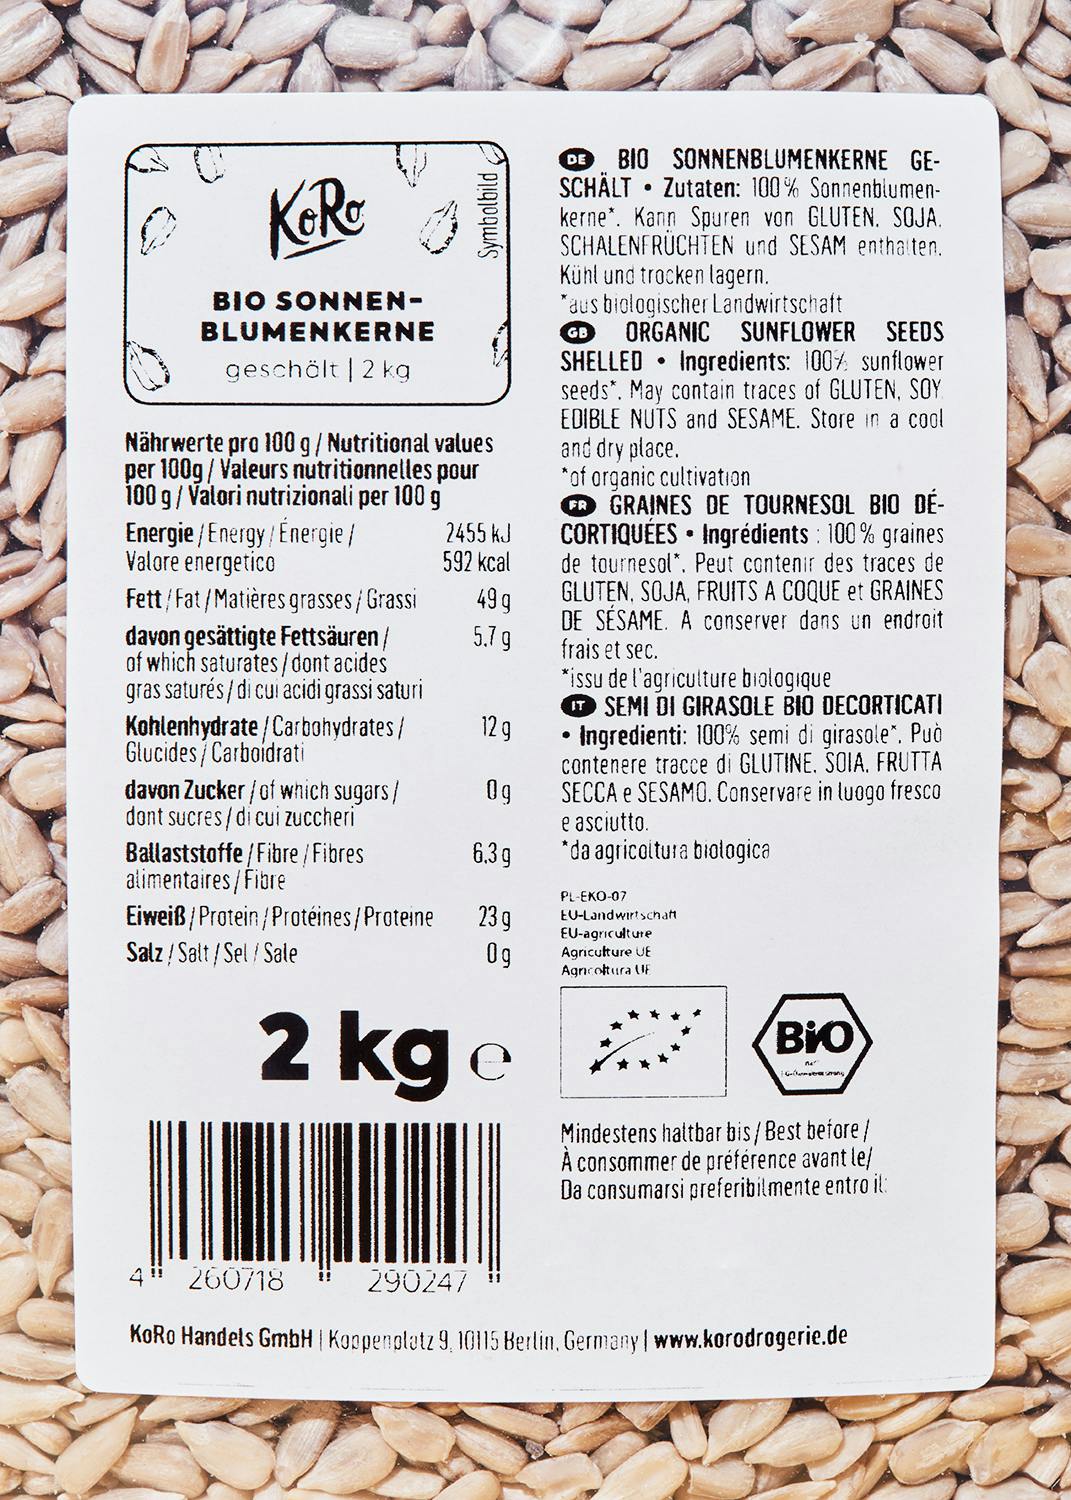 KoRo
Symbolbild
BIO SONNEN-
BLUMENKERNE
geschält | 2 kg
Nährwerte pro 100 g / Nutritional values
per 100g / Valeurs nutritionnelles pour
100 g / Valori nutrizionali per 100 g
Energie / Energy / Énergie / 2455 kJ
Valore energetico 592 kcal
Fett / Fat / Matières grasses / Grassi 49 g
davon gesättigte Fettsäuren / 5,7 g
of which saturates / dont acides
gras saturés / di cui acidi grassi saturi
Kohlenhydrate / Carbohydrates / 12 g
Glucides / Carboidrati
davon Zucker / of which sugars / 0 g
dont sucres / di cui zuccheri
Ballaststoffe / Fibre / Fibres 6,3 g
alimentaires / Fibre
Eiweiß / Protein / Protéines / Proteine 23 g
Salz / Salt / Sel / Sale 0 g
2 kg e
4 260718 290247
DE BIO SONNENBLUMENKERNE GE-
SCHÄLT • Zutaten: 100 % Sonnenblumen-
kerne*. Kann Spuren von GLUTEN, SOJA,
SCHALENFRÜCHTEN und SESAM enthalten.
Kühl und trocken lagern.
*aus biologischer Landwirtschaft
GB ORGANIC SUNFLOWER SEEDS
SHELLED • Ingredients: 100% sunflower
seeds*. May contain traces of GLUTEN, SOY
EDIBLE NUTS and SESAME. Store in a cool
and dry place.
*of organic cultivation
FR GRAINES DE TOURNESOL BIO DÉ-
CORTIQUÉES • Ingrédients : 100 % graines
de tournesol*. Peut contenir des traces de
GLUTEN, SOJA, FRUITS A COQUE et GRAINES
DE SÉSAME. A conserver dans un endroit
frais et sec.
*issu de l'agriculture biologique
IT SEMI DI GIRASOLE BIO DECORTICATI
• Ingredienti: 100% semi di girasole*. Può
contenere tracce di GLUTINE, SOIA, FRUTTA
SECCA e SESAMO. Conservare in luogo fresco
e asciutto.
*da agricoltura biologica
PL-EKO-07
EU-Landwirtschaft
EU-agriculture
Agriculture UE
Agricoltura UE
BiO
Mindestens haltbar bis / Best before /
À consommer de préférence avant le/
Da consumarsi preferibilmente entro il:
KoRo Handels GmbH | Koppenplatz 9, 10115 Berlin, Germany | www.korodrogerie.de